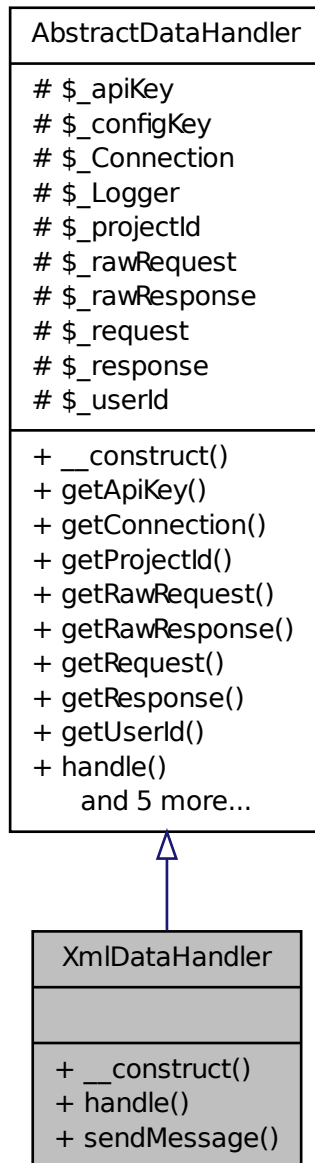 AbstractDataHandler
# $_apiKey
# $_configKey
# $_Connection
# $_Logger
# $_projectId
# $_rawRequest
# $_rawResponse
# $_request
# $_response
# $_userId
+ __construct()
+ getApiKey()
+ getConnection()
+ getProjectId()
+ getRawRequest()
+ getRawResponse()
+ getRequest()
+ getResponse()
+ getUserId()
+ handle()
and 5 more...
XmlDataHandler
+ __construct()
+ handle()
+ sendMessage()